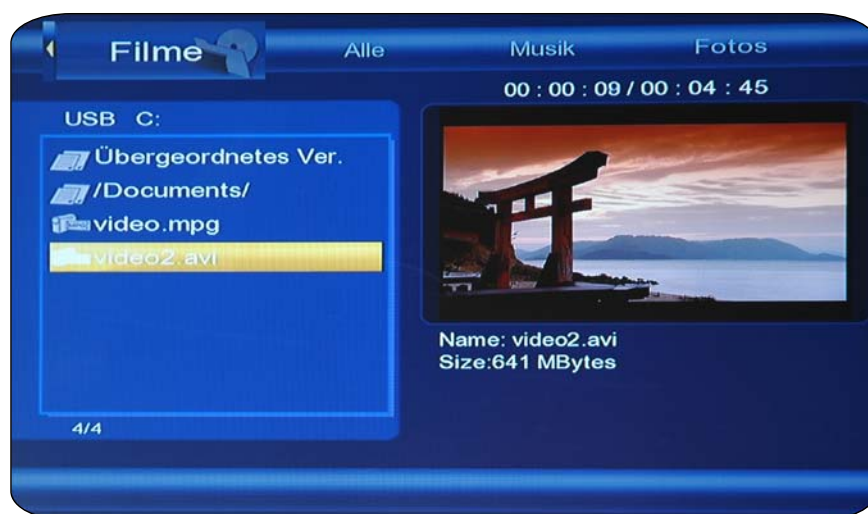 Filme Alle Musik Fotos
00 : 00 : 09 / 00 : 04 : 45
USB C:
Übergeordnetes Ver.
/Documents/
video.mpg
video2.avi
4/4
Name: video2.avi
Size:641 MBytes